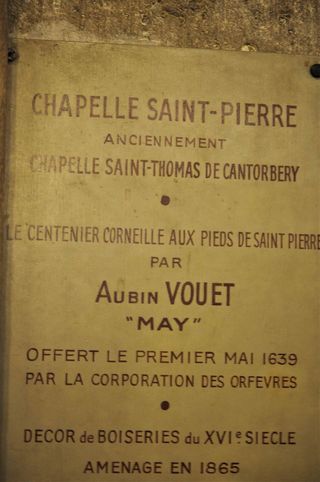 CHAPELLE SAINT-PIERRE
ANCIENNEMENT
CHAPELLE SAINT-THOMAS DE CANTORBERY
LE CENTENIER CORNEILLE AUX PIEDS DE SAINT PIERRE
PAR
AUBIN VOUET
"MAY"
OFFERT LE PREMIER MAI 1639
PAR LA CORPORATION DES ORFEVRES
DECOR de BOISERIES du XVIe SIECLE
AMENAGE EN 1865